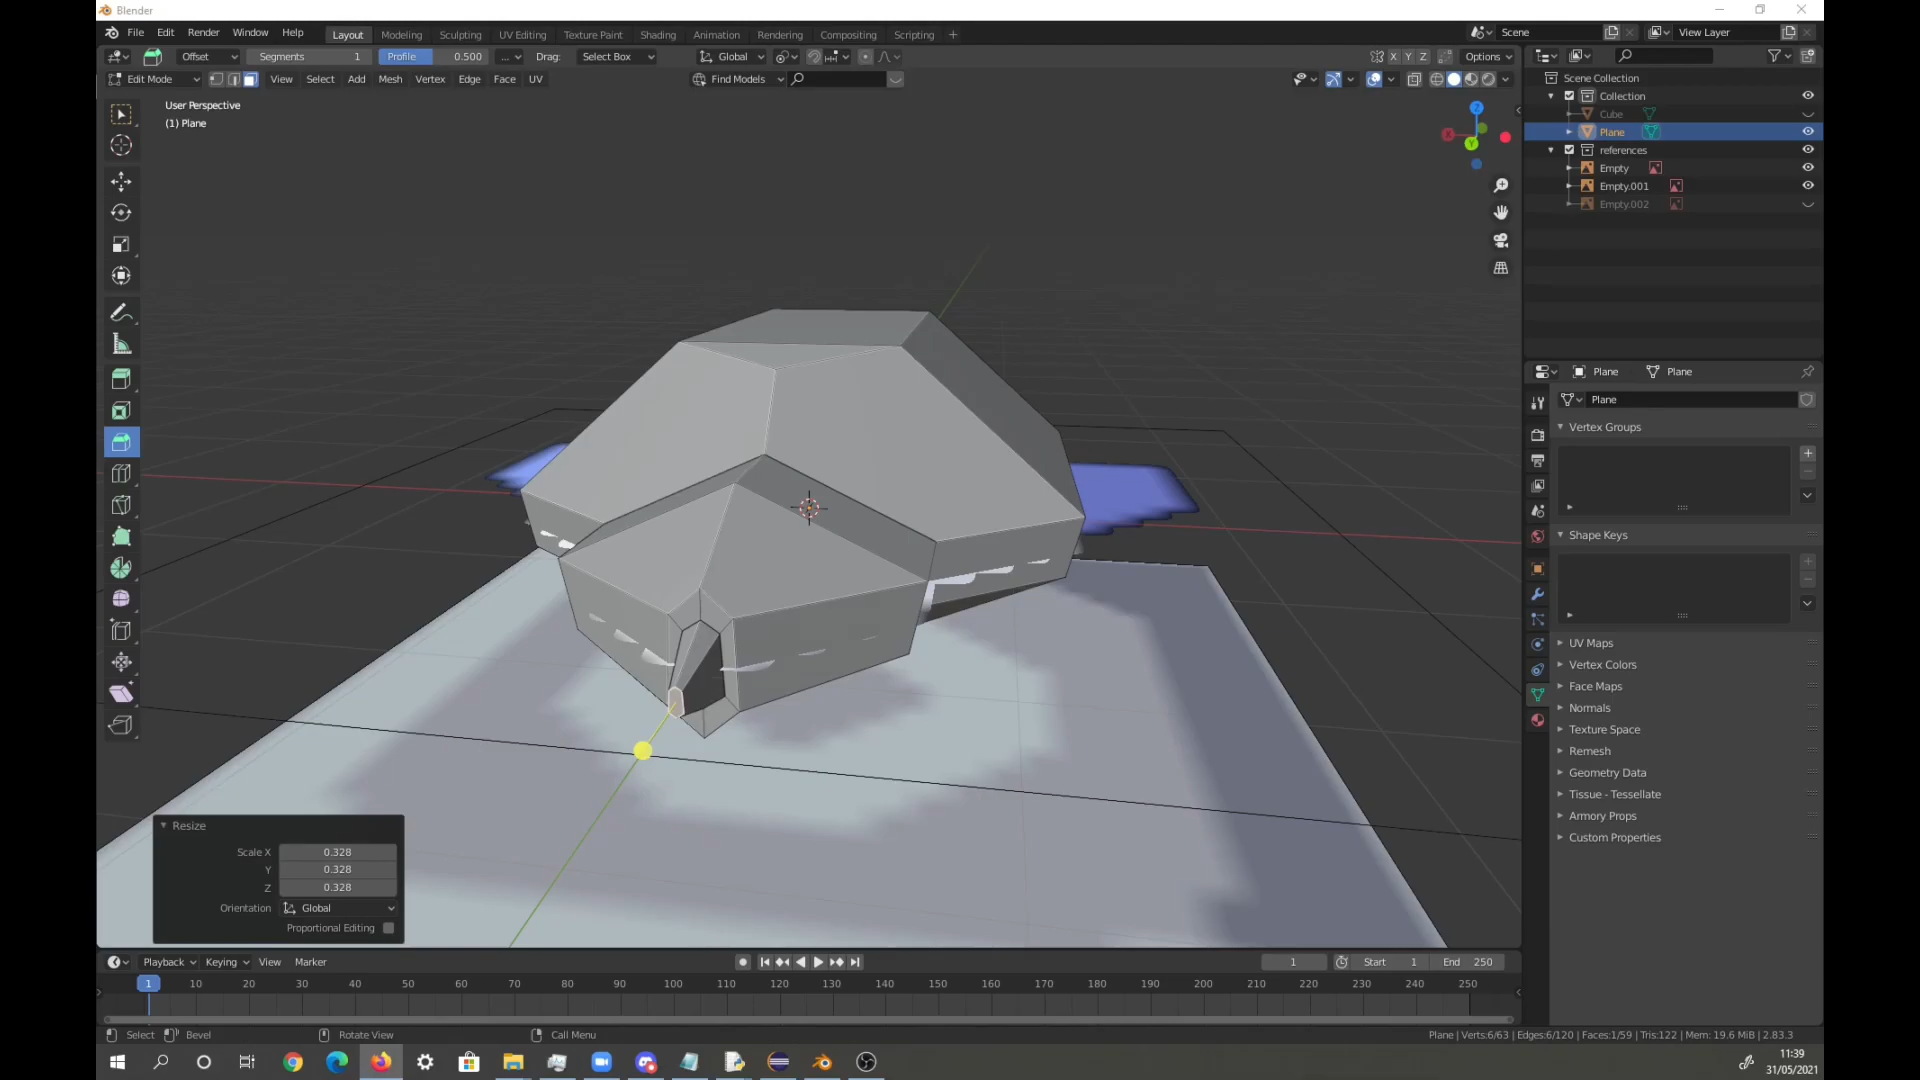 Blender
File Edit Render Window Help Layout Modeling Sculpting UV Editing Texture Paint Shading Animation Rendering Compositing Scripting + Scene View Layer
Offset Segments 1 Profile 0.500 ... Drag: Select Box Global X Y Z Options
Edit Mode View Select Add Mesh Vertex Edge Face UV Find Models
User Perspective
(1) Plane
Z
X
Y
Scene Collection
Collection
Cube
Plane
references
Empty
Empty.001
Empty.002
Plane Plane
Plane
Vertex Groups
Shape Keys
UV Maps
Vertex Colors
Face Maps
Normals
Texture Space
Remesh
Geometry Data
Tissue - Tessellate
Armory Props
Custom Properties
Resize
Scale X 0.328
Y 0.328
Z 0.328
Orientation Global
Proportional Editing
Playback Keying View Marker 1 Start 1 End 250
1 10 20 30 40 50 60 70 80 90 100 110 120 130 140 150 160 170 180 190 200 210 220 230 240 250
Select Bevel Rotate View Call Menu Plane | Verts:6/63 | Edges:6/120 | Faces:1/59 | Tris:122 | Mem: 19.6 MiB | 2.83.3
11:39
31/05/2021